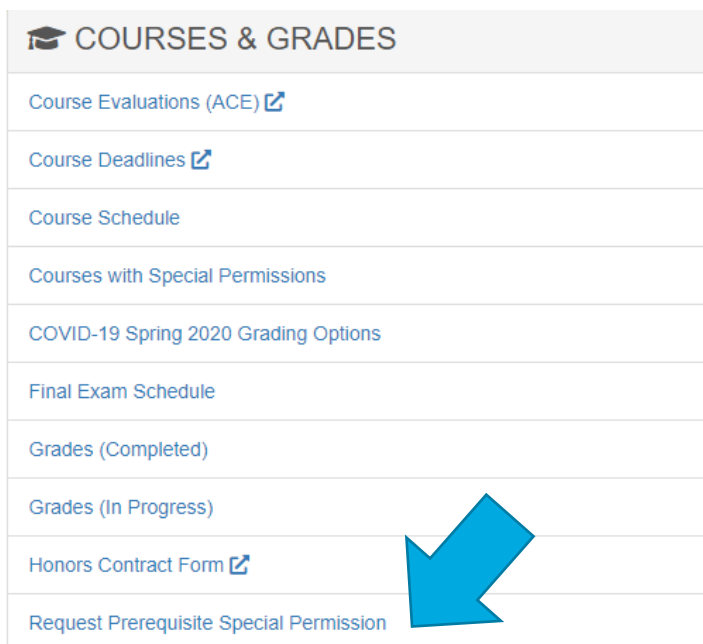 COURSES & GRADES
Course Evaluations (ACE)
Course Deadlines
Course Schedule
Courses with Special Permissions
COVID-19 Spring 2020 Grading Options
Final Exam Schedule
Grades (Completed)
Grades (In Progress)
Honors Contract Form
Request Prerequisite Special Permission